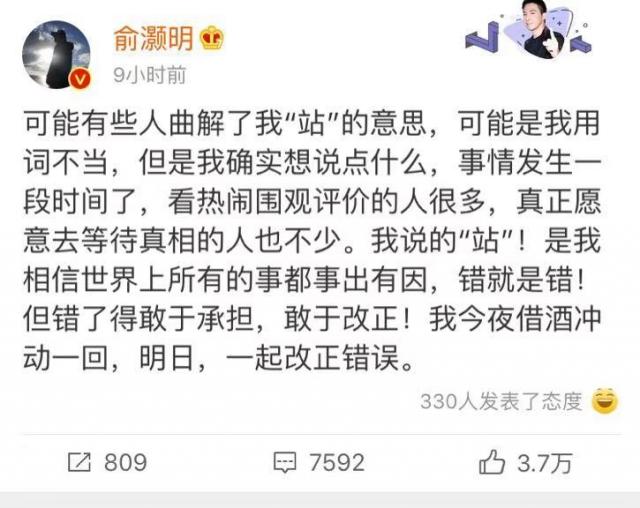 俞灏明
9小时前
可能有些人曲解了我“站”的意思，可能是我用
词不当，但是我确实想说点什么，事情发生一
段时间了，看热闹围观评价的人很多，真正愿
意去等待真相的人也不少。我说的“站”！是我
相信世界上所有的事都事出有因，错就是错！
但错了得敢于承担，敢于改正！我今夜借酒冲
动一回，明日，一起改正错误。
330人发表了态度
809 7592 3.7万